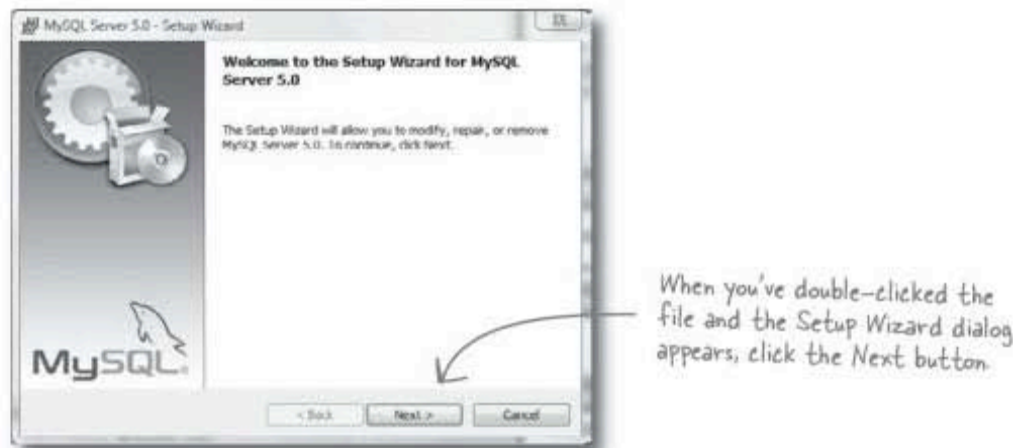 MySQL Server 5.0 - Setup Wizard
Welcome to the Setup Wizard for MySQL
Server 5.0
The Setup Wizard will allow you to modify, repair, or remove
MySQL Server 5.0. To continue, click Next.
MySQL.
< Back
Next >
Cancel
When you've double-clicked the
file and the Setup Wizard dialog
appears, click the Next button.